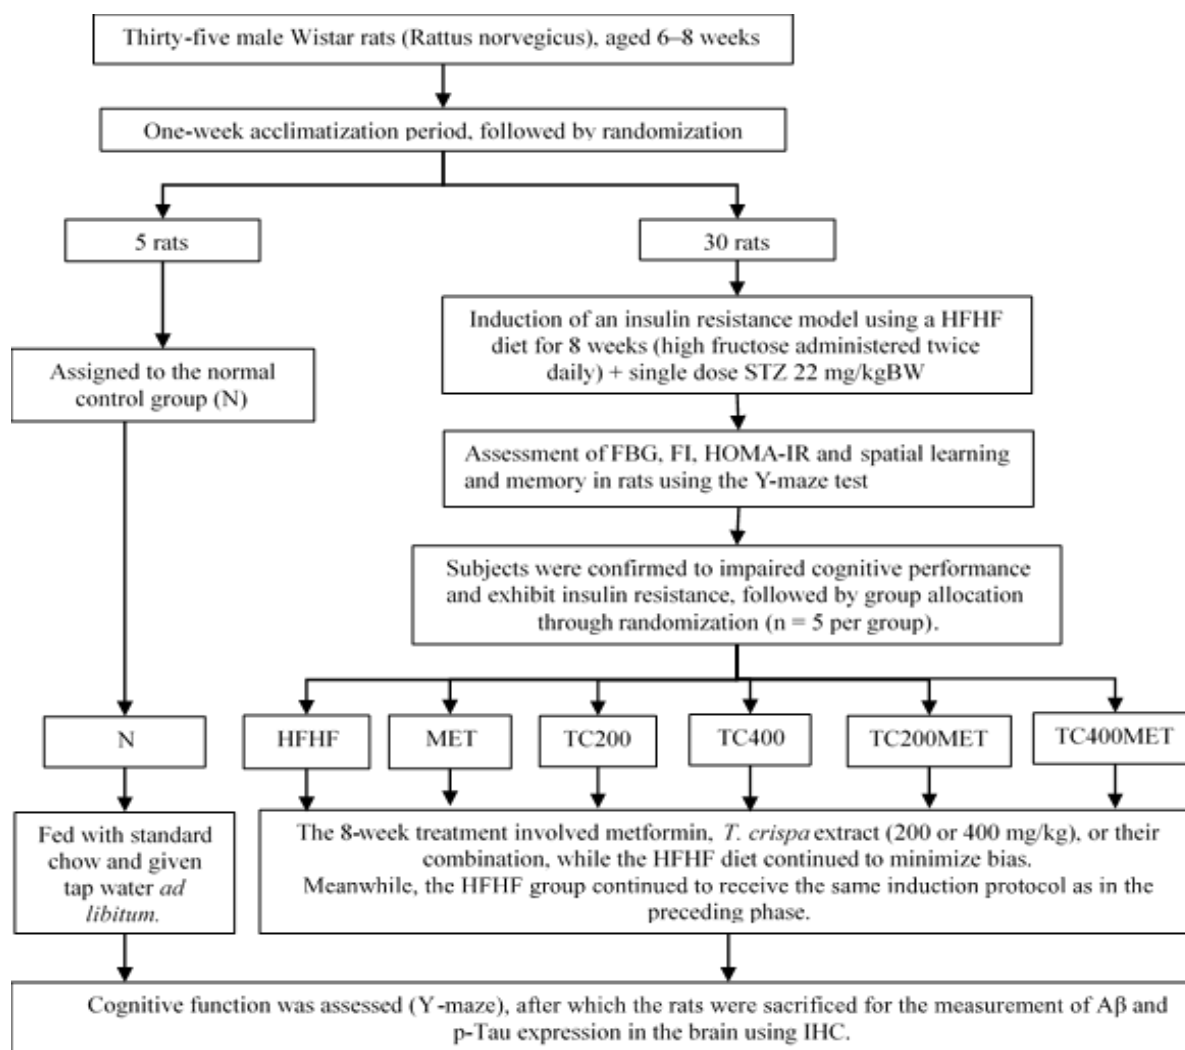 Thirty-five male Wistar rats (Rattus norvegicus), aged 6–8 weeks
One-week acclimatization period, followed by randomization
5 rats
30 rats
Assigned to the normal
control group (N)
Induction of an insulin resistance model using a HFHF
diet for 8 weeks (high fructose administered twice
daily) + single dose STZ 22 mg/kgBW
Assessment of FBG, FI, HOMA-IR and spatial learning
and memory in rats using the Y-maze test
Subjects were confirmed to impaired cognitive performance
and exhibit insulin resistance, followed by group allocation
through randomization (n = 5 per group).
N
HFHF
MET
TC200
TC400
TC200MET
TC400MET
Fed with standard
chow and given
tap water ad
libitum.
The 8-week treatment involved metformin, T. crispa extract (200 or 400 mg/kg), or their
combination, while the HFHF diet continued to minimize bias.
Meanwhile, the HFHF group continued to receive the same induction protocol as in the
preceding phase.
Cognitive function was assessed (Y-maze), after which the rats were sacrificed for the measurement of Aβ and
p-Tau expression in the brain using IHC.